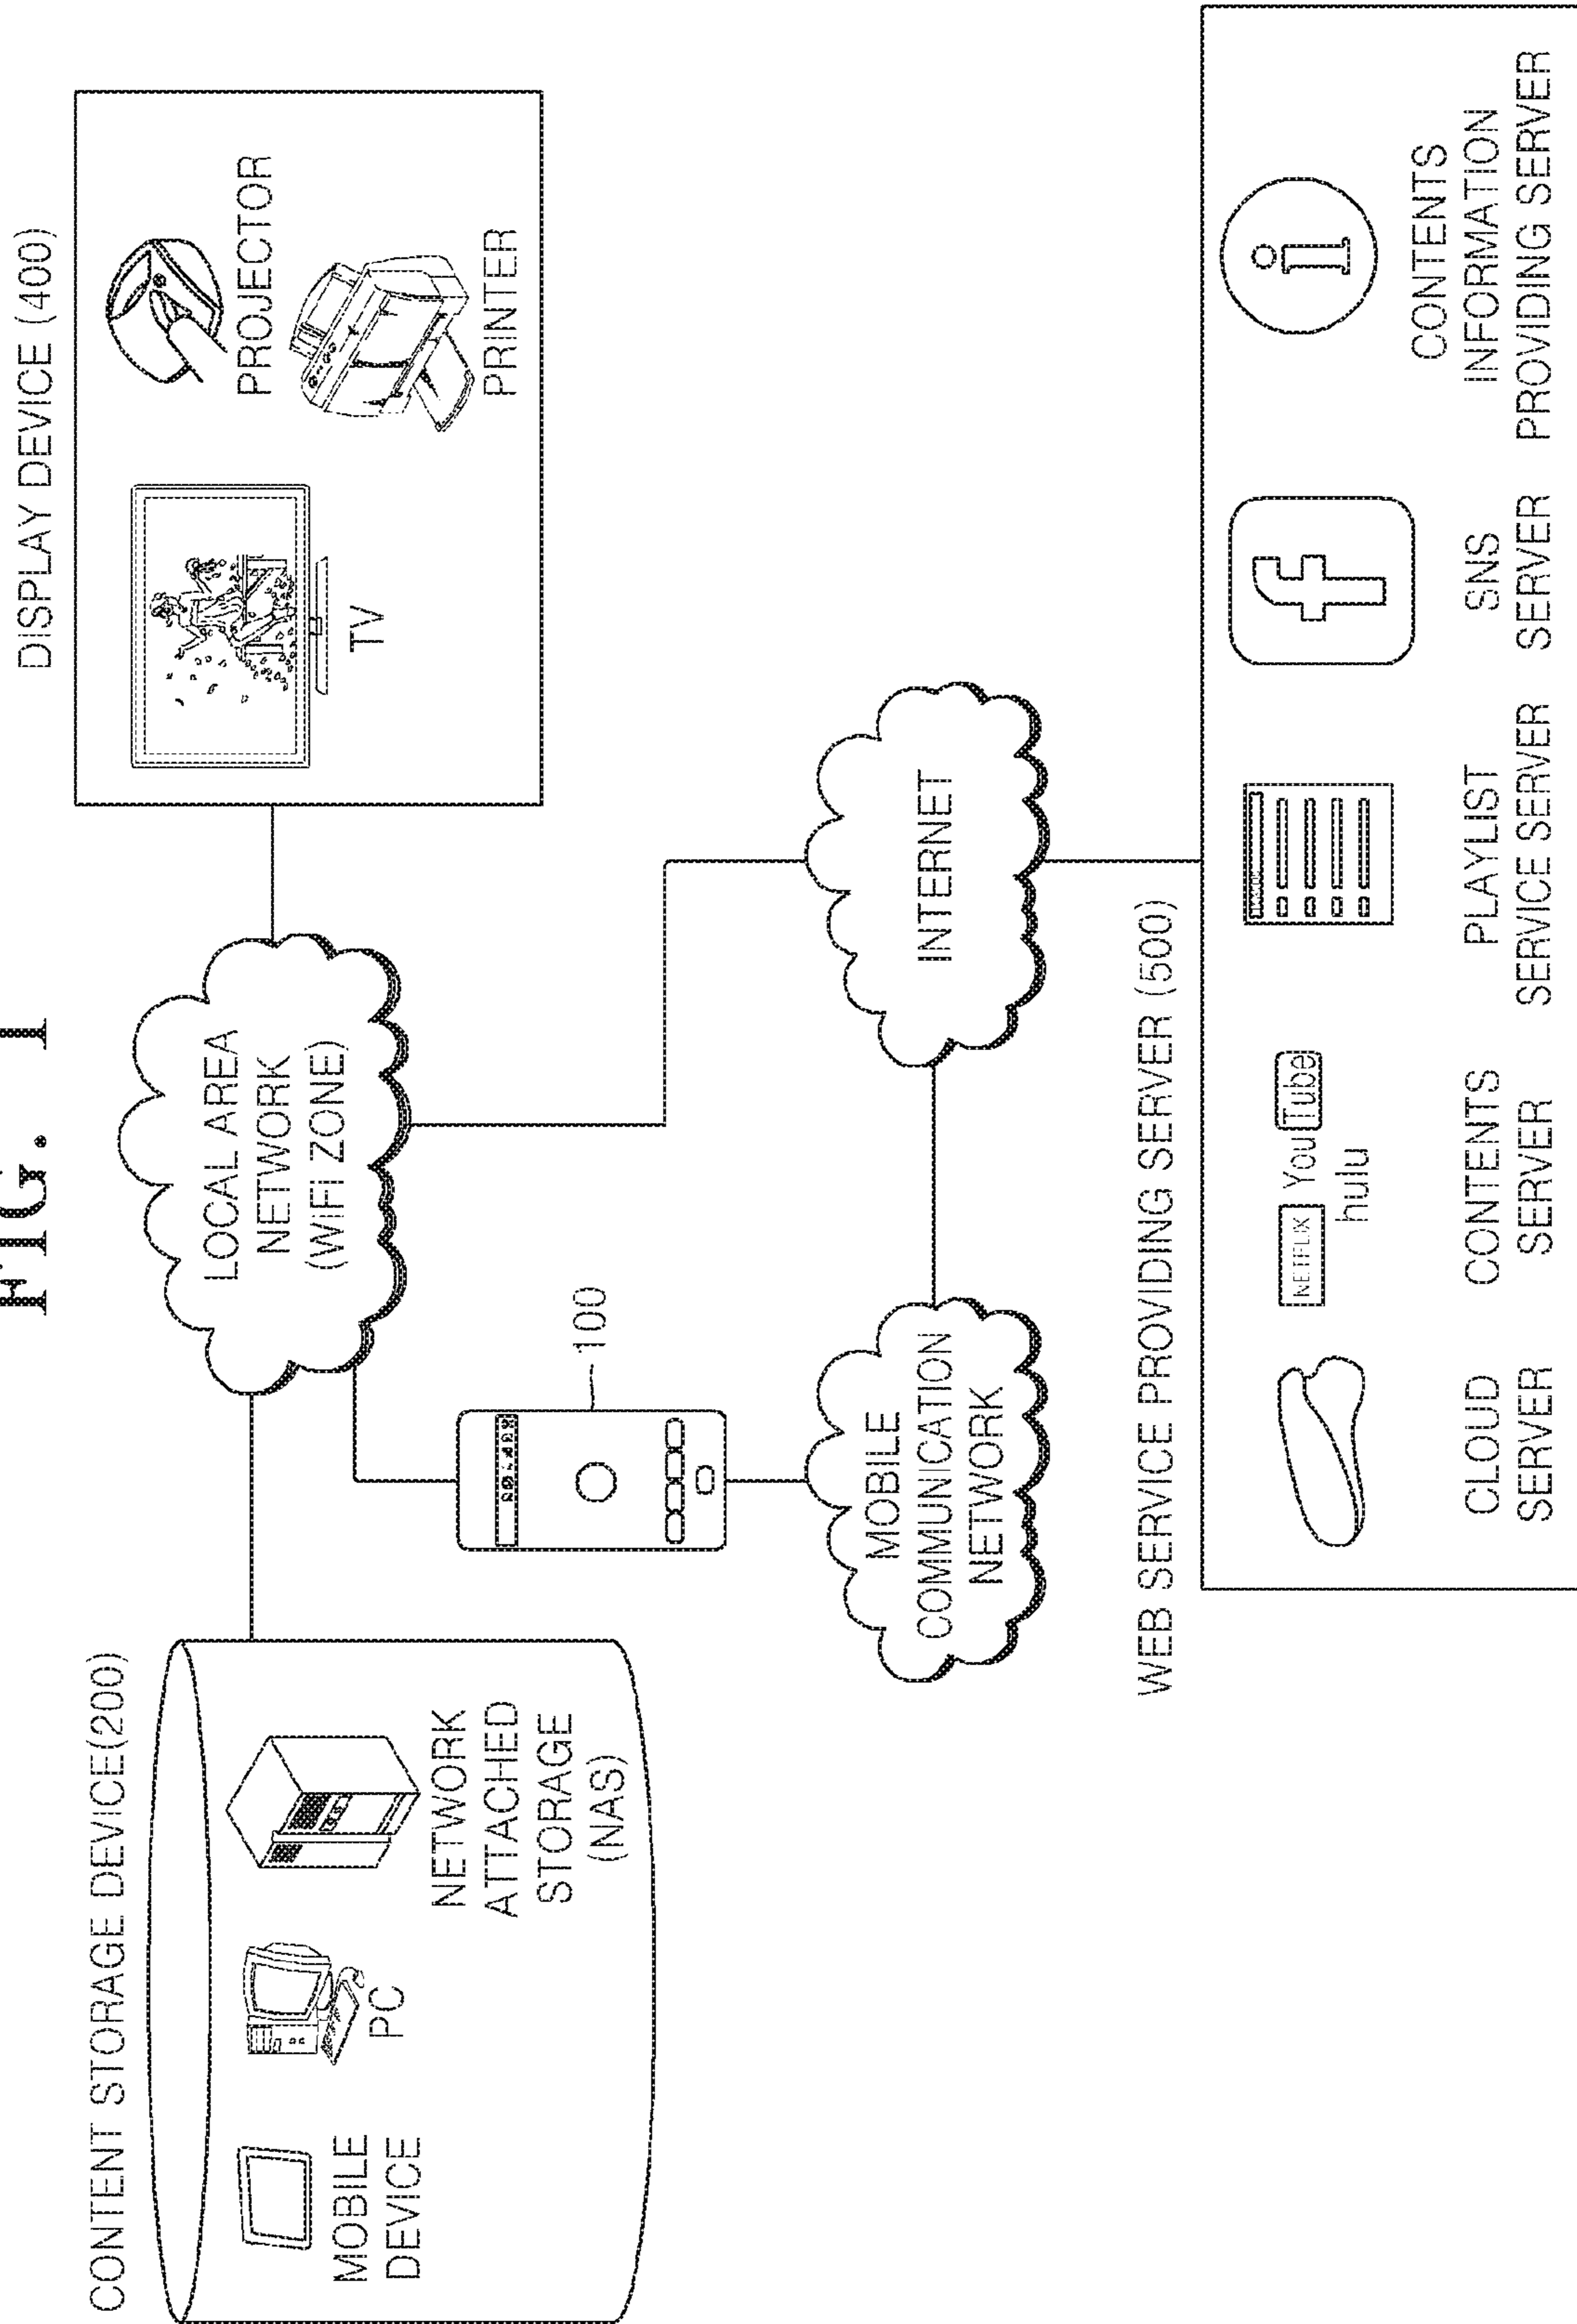 FIG. 1
CONTENT STORAGE DEVICE(200)
MOBILE
DEVICE
PC
NETWORK
ATTACHED
STORAGE
(NAS)
LOCAL AREA
NETWORK
(WiFi ZONE)
DISPLAY DEVICE (400)
TV
PROJECTOR
PRINTER
100
MOBILE
COMMUNICATION
NETWORK
INTERNET
WEB SERVICE PROVIDING SERVER (500)
NETFLIX
YouTube
hulu
f
i
CLOUD
SERVER
CONTENTS
SERVER
PLAYLIST
SERVICE SERVER
SNS
SERVER
CONTENTS
INFORMATION
PROVIDING SERVER